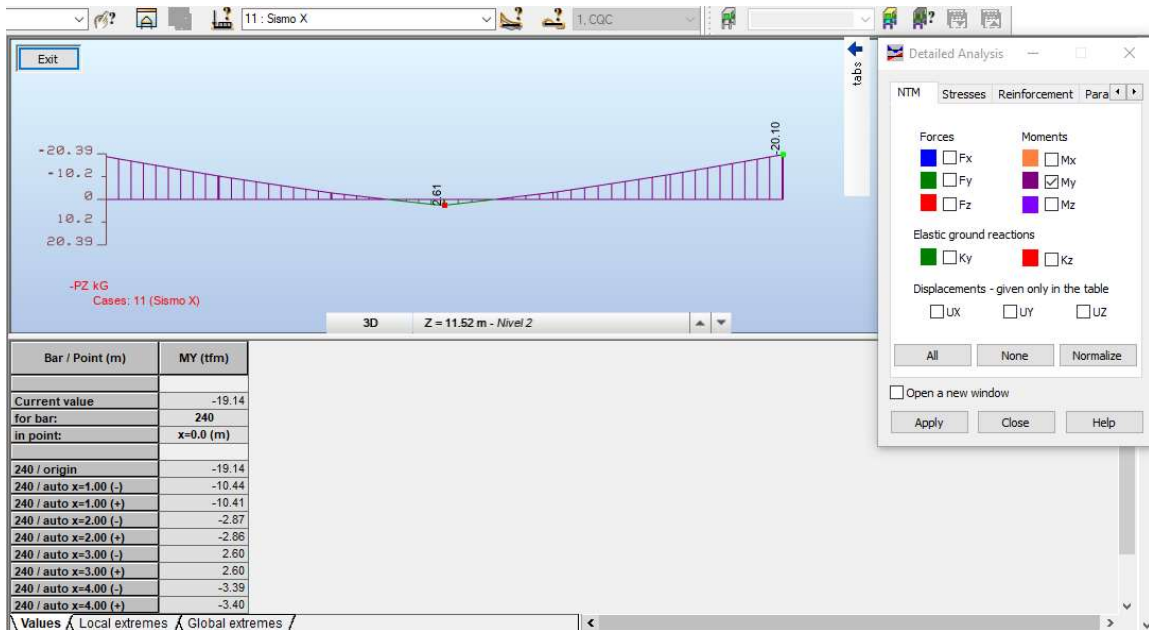 11 : Sismo X
1, CQC
Exit
tabs
-20.39
-10.2
0
10.2
20.39
2.61
-20.10
-PZ kG
Cases: 11 (Sismo X)
3D
Z = 11.52 m - Nivel 2
Detailed Analysis
NTM Stresses Reinforcement Para
Forces Moments
Fx Mx
Fy My
Fz Mz
Elastic ground reactions
Ky Kz
Displacements - given only in the table
UX UY UZ
All None Normalize
Open a new window
Apply Close Help
Bar / Point (m) MY (tfm)
Current value -19.14
for bar: 240
in point: x=0.0 (m)
240 / origin -19.14
240 / auto x=1.00 (-) -10.44
240 / auto x=1.00 (+) -10.41
240 / auto x=2.00 (-) -2.87
240 / auto x=2.00 (+) -2.86
240 / auto x=3.00 (-) 2.60
240 / auto x=3.00 (+) 2.60
240 / auto x=4.00 (-) -3.39
240 / auto x=4.00 (+) -3.40
Values Local extremes Global extremes